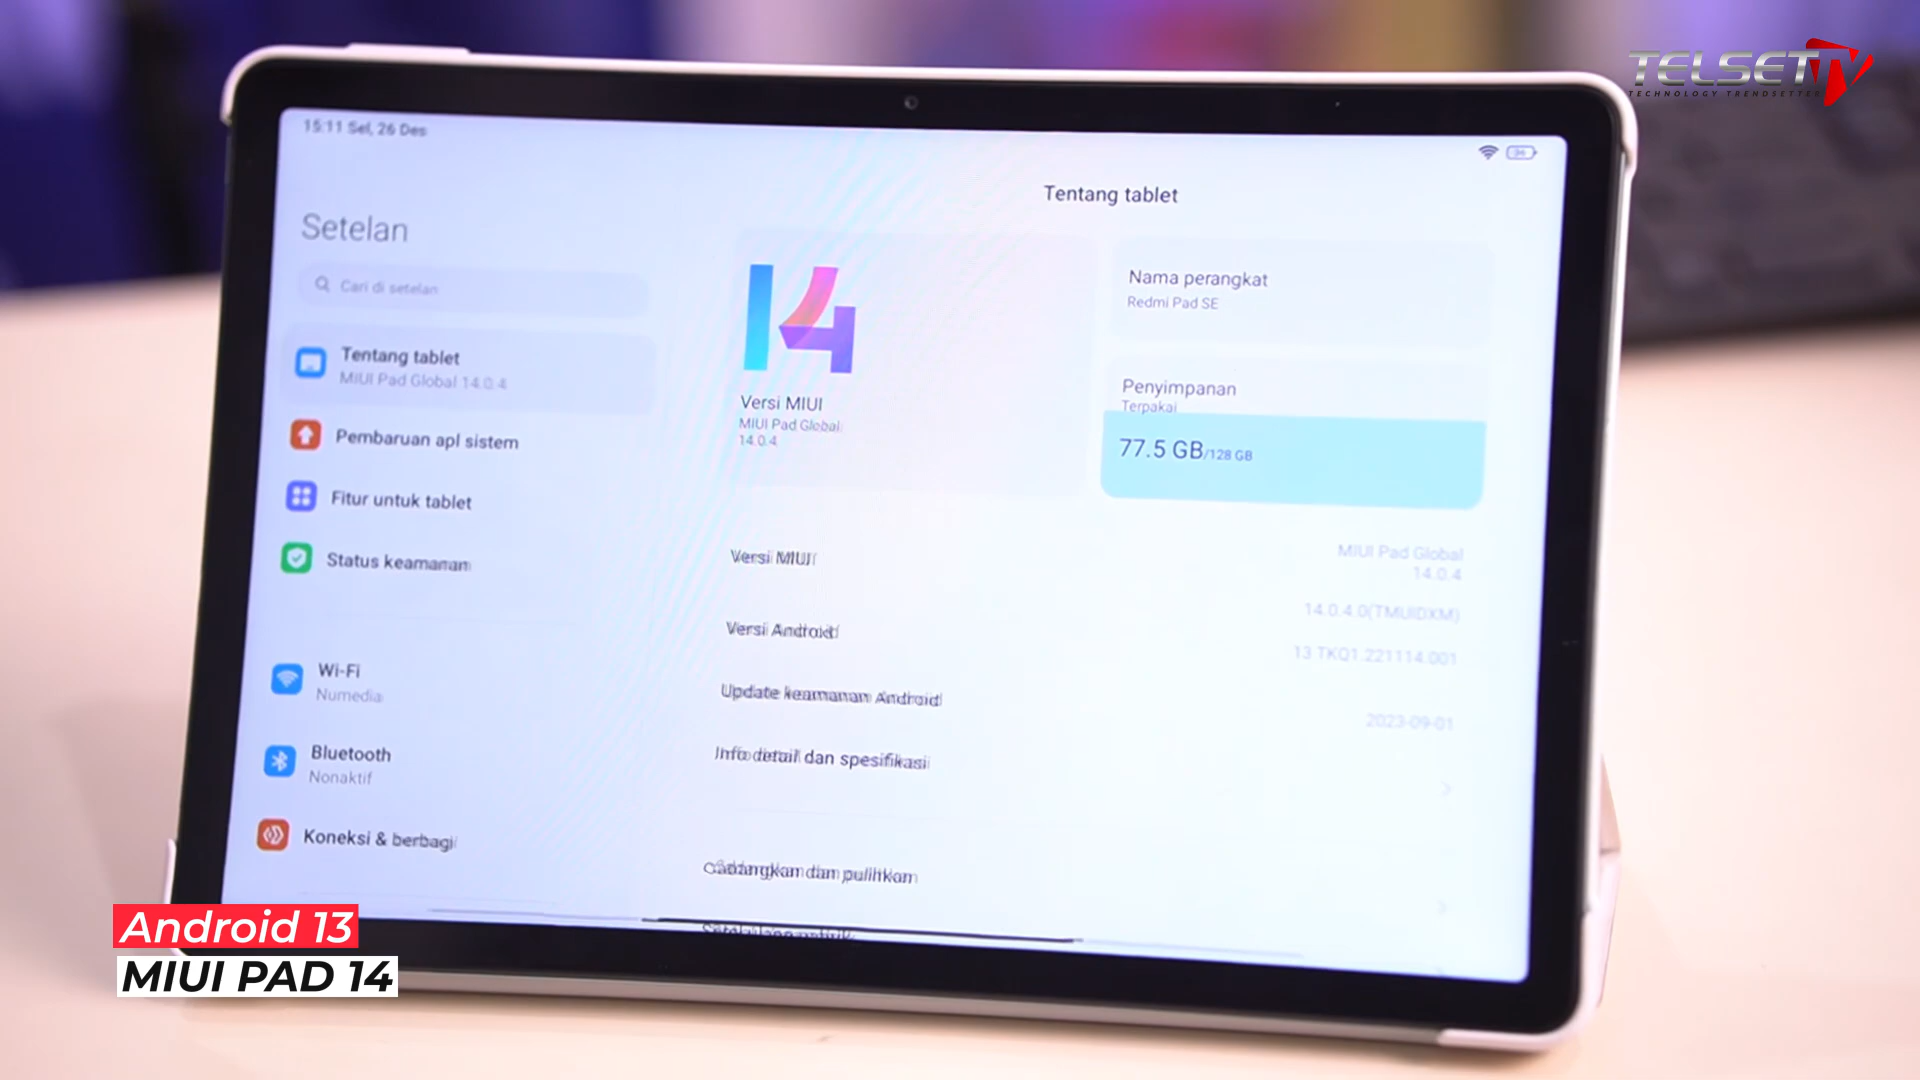 TELSET TV
TECHNOLOGY TRENDSETTER
15:11 Sel, 26 Des
Setelan
Cari di setelan
Tentang tablet
MIUI Pad Global 14.0.4
Pembaruan apl sistem
Fitur untuk tablet
Status keamanan
Wi-Fi
Numedia
Bluetooth
Nonaktif
Koneksi & berbagi
Tentang tablet
14
Versi MIUI
MIUI Pad Global
14.0.4
Nama perangkat
Redmi Pad SE
Penyimpanan
Terpakai
77.5 GB/128 GB
Versi MIUI
MIUI Pad Global
14.0.4
14.0.4.0(TMUIDXM)
Versi Android
13 TKQ1.221114.001
Update keamanan Android
2023-09-01
Info detail dan spesifikasi
Cadangkan dan pulihkan
Android 13
MIUI PAD 14